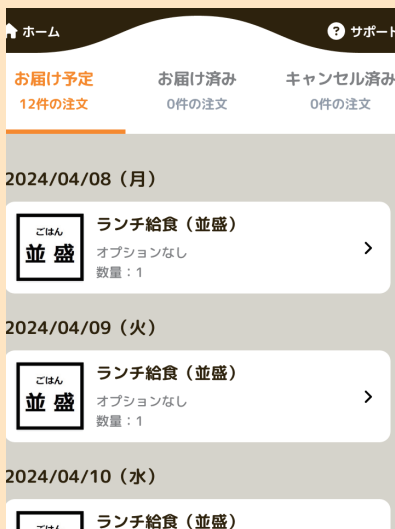 ホーム
サポート
お届け予定
お届け済み
キャンセル済み
12件の注文
0件の注文
0件の注文
2024/04/08（月）
ごはん
並 盛
ランチ給食（並盛）
オプションなし
数量：1
2024/04/09（火）
ごはん
並 盛
ランチ給食（並盛）
オプションなし
数量：1
2024/04/10（水）
ごはん
ランチ給食（並盛）